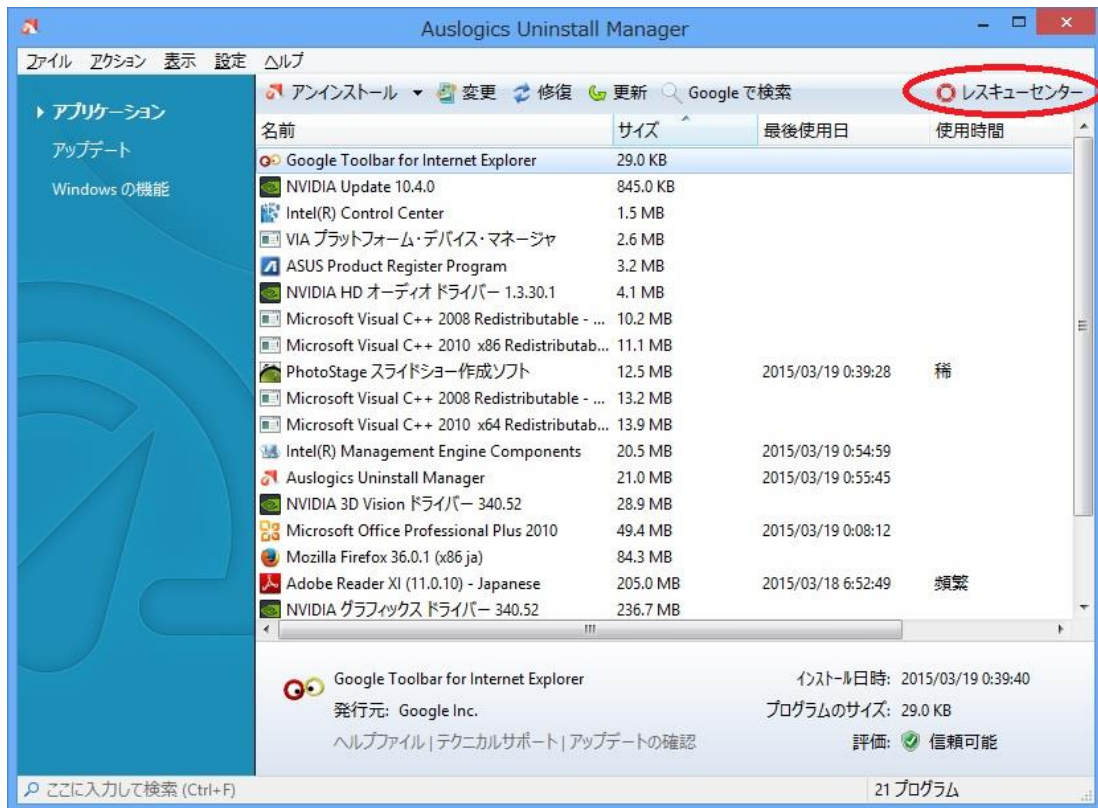 Auslogics Uninstall Manager
ファイル アクション 表示 設定 ヘルプ
アンインストール 変更 修復 更新 Google で検索 レスキューセンター
アプリケーション
アップデート
Windows の機能
名前 サイズ 最後使用日 使用時間
Google Toolbar for Internet Explorer 29.0 KB
NVIDIA Update 10.4.0 845.0 KB
Intel(R) Control Center 1.5 MB
VIA プラットフォーム・デバイス・マネージャ 2.6 MB
ASUS Product Register Program 3.2 MB
NVIDIA HD オーディオ ドライバー 1.3.30.1 4.1 MB
Microsoft Visual C++ 2008 Redistributable - ... 10.2 MB
Microsoft Visual C++ 2010 x86 Redistributab... 11.1 MB
PhotoStage スライドショー作成ソフト 12.5 MB 2015/03/19 0:39:28 稀
Microsoft Visual C++ 2008 Redistributable - ... 13.2 MB
Microsoft Visual C++ 2010 x64 Redistributab... 13.9 MB
Intel(R) Management Engine Components 20.5 MB 2015/03/19 0:54:59
Auslogics Uninstall Manager 21.0 MB 2015/03/19 0:55:45
NVIDIA 3D Vision ドライバー 340.52 28.9 MB
Microsoft Office Professional Plus 2010 49.4 MB 2015/03/19 0:08:12
Mozilla Firefox 36.0.1 (x86 ja) 84.3 MB
Adobe Reader XI (11.0.10) - Japanese 205.0 MB 2015/03/18 6:52:49 頻繁
NVIDIA グラフィックス ドライバー 340.52 236.7 MB
Google Toolbar for Internet Explorer インストール日時: 2015/03/19 0:39:40
発行元: Google Inc. プログラムのサイズ: 29.0 KB
ヘルプファイル | テクニカルサポート | アップデートの確認 評価: 信頼可能
ここに入力して検索 (Ctrl+F) 21 プログラム